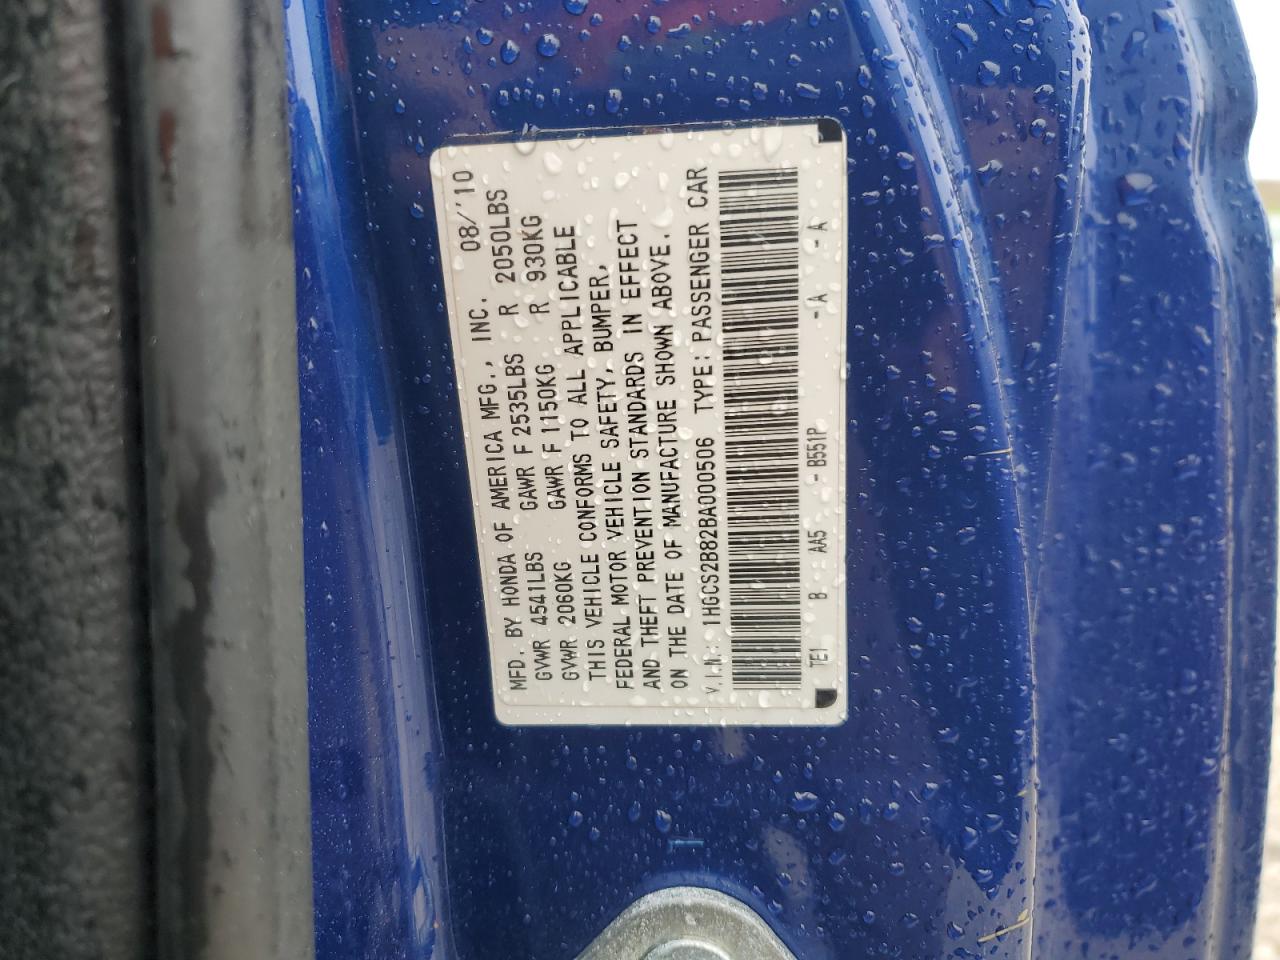 MFD. BY HONDA OF AMERICA MFG., INC. 08/'10
GVWR 4541LBS GAWR F 2535LBS R 2050LBS
GVWR 2060KG GAWR F 1150KG R 930KG
THIS VEHICLE CONFORMS TO ALL APPLICABLE
FEDERAL MOTOR VEHICLE SAFETY, BUMPER,
AND THEFT PREVENTION STANDARDS IN EFFECT
ON THE DATE OF MANUFACTURE SHOWN ABOVE.
V.I.N.: 1HGCS2B82BA000506 TYPE: PASSENGER CAR
TE1 B - AA5 - B551P - A - A